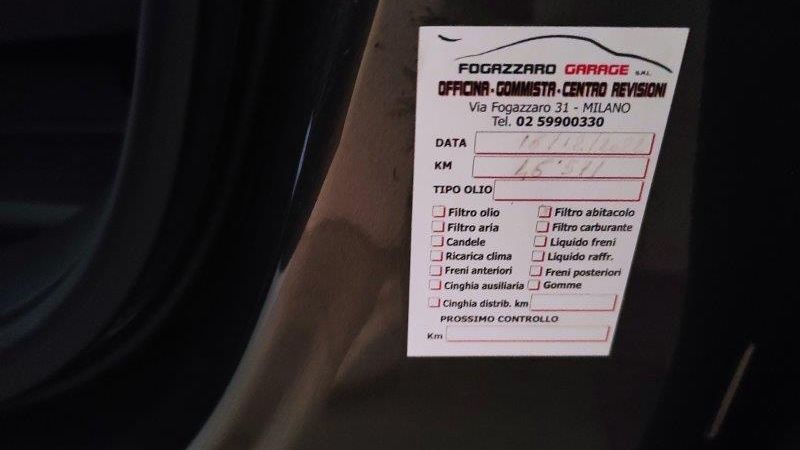 FOGAZZARO GARAGE S.R.L.
OFFICINA-GOMMISTA-CENTRO REVISIONI
Via Fogazzaro 31 - MILANO
Tel. 02 59900330
DATA
KM
TIPO OLIO
Filtro olio Filtro abitacolo
Filtro aria Filtro carburante
Candele Liquido freni
Ricarica clima Liquido raffr.
Freni anteriori Freni posteriori
Cinghia ausiliaria Gomme
Cinghia distrib. km
PROSSIMO CONTROLLO
Km